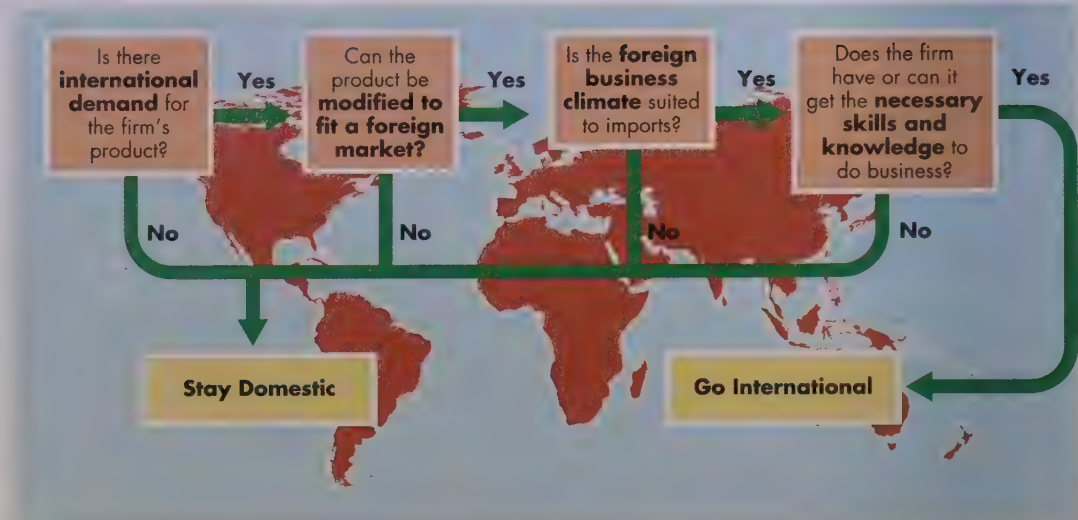 Is there
international
demand for
the firm's
product?
Yes
Can the
product be
modified to
fit a foreign
market?
Yes
Is the foreign
business
climate suited
to imports?
Yes
Does the firm
have or can it
get the necessary
skills and
knowledge to
do business?
Yes
No
No
No
No
Stay Domestic
Go International